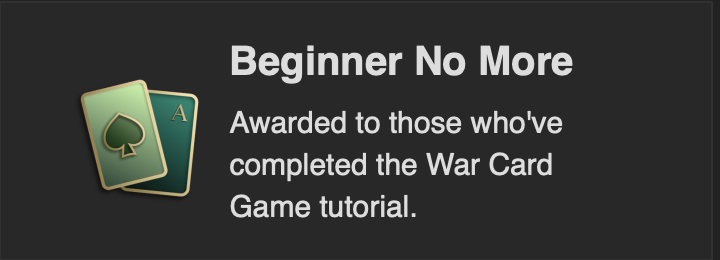 Beginner No More
A
Awarded to those who've
completed the War Card
Game tutorial.